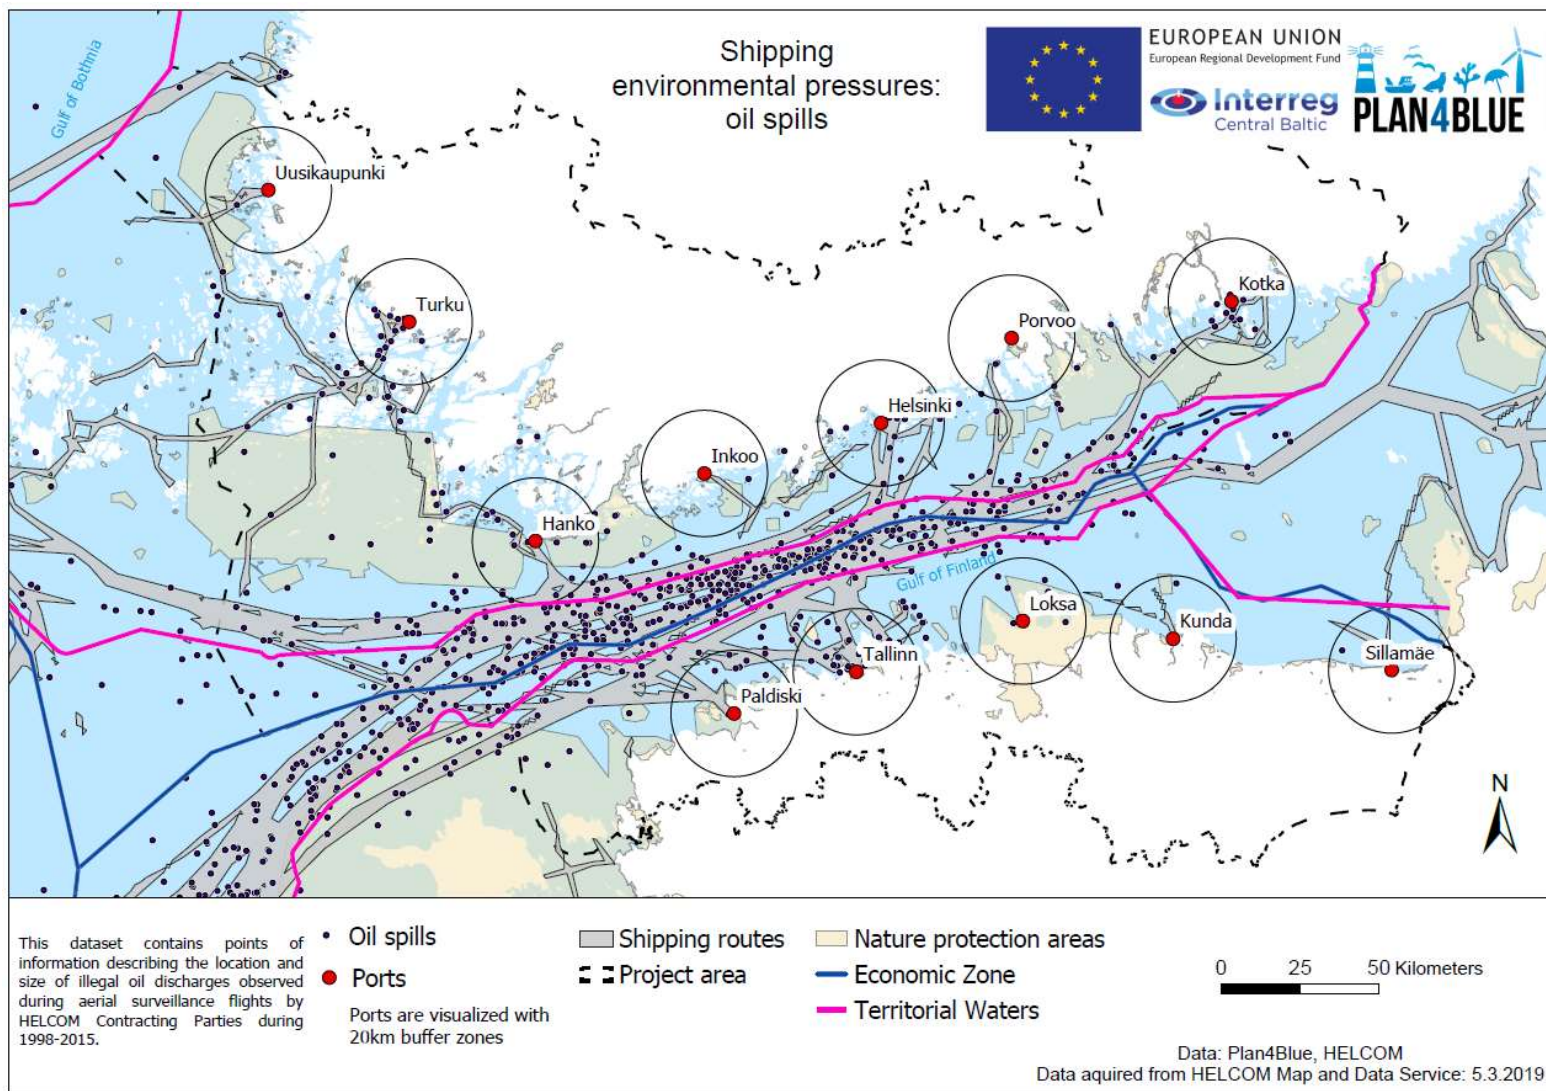 Shipping
environmental pressures:
oil spills
EUROPEAN UNION
European Regional Development Fund
Interreg
Central Baltic
PLAN4BLUE
Gulf of Bothnia
Uusikaupunki
Turku
Kotka
Porvoo
Helsinki
Inkoo
Hanko
Gulf of Finland
Loksa
Kunda
Tallinn
Sillamäe
Paldiski
N
This dataset contains points of
information describing the location and
size of illegal oil discharges observed
during aerial surveillance flights by
HELCOM Contracting Parties during
1998-2015.
Oil spills
Ports
Ports are visualized with
20km buffer zones
Shipping routes
Project area
Nature protection areas
Economic Zone
Territorial Waters
0 25 50 Kilometers
Data: Plan4Blue, HELCOM
Data aquired from HELCOM Map and Data Service: 5.3.2019